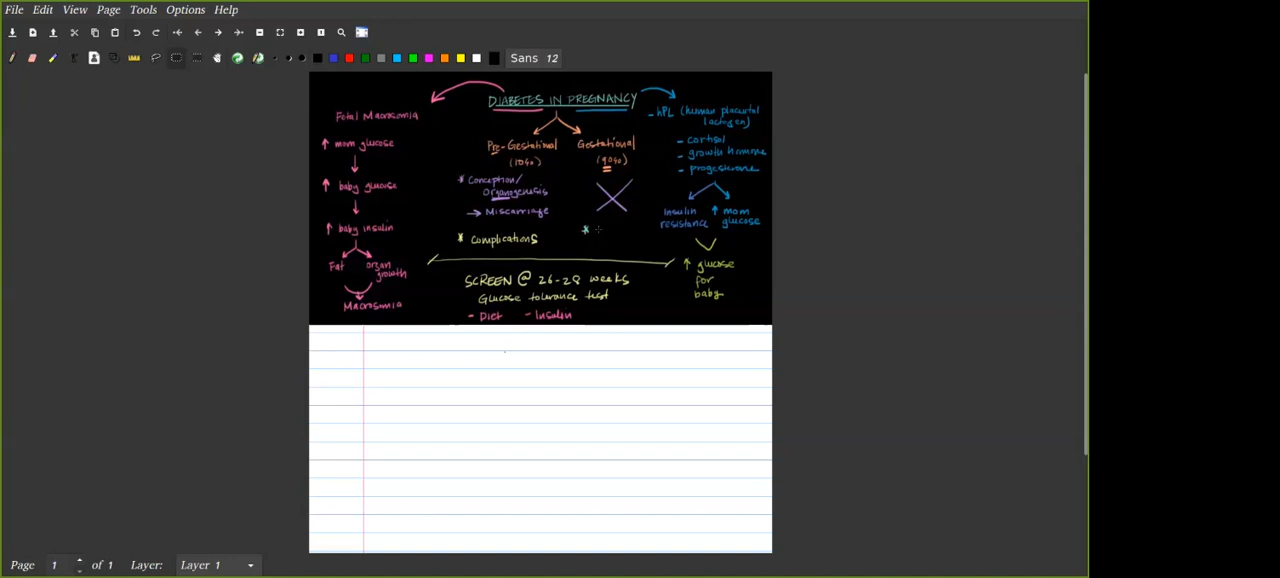 File Edit View Page Tools Options Help
Sans 12
DIABETES IN PREGNANCY
Fetal Macrosomia
↑ mom glucose
↑ baby glucose
↑ baby insulin
Fat
organ
growth
Macrosomia
Pre-Gestational
(10%)
* Conception/
Organogenesis
→ Miscarriage
* Complications
Gestational
(90%)
*
- hPL (human placental
lactogen)
- cortisol
- growth hormone
- progesterone
Insulin
resistance
↑ mom
glucose
↑ glucose
for
baby
SCREEN @ 26-28 weeks
Glucose tolerance test
- Diet - Insulin
Page 1 of 1 Layer: Layer 1